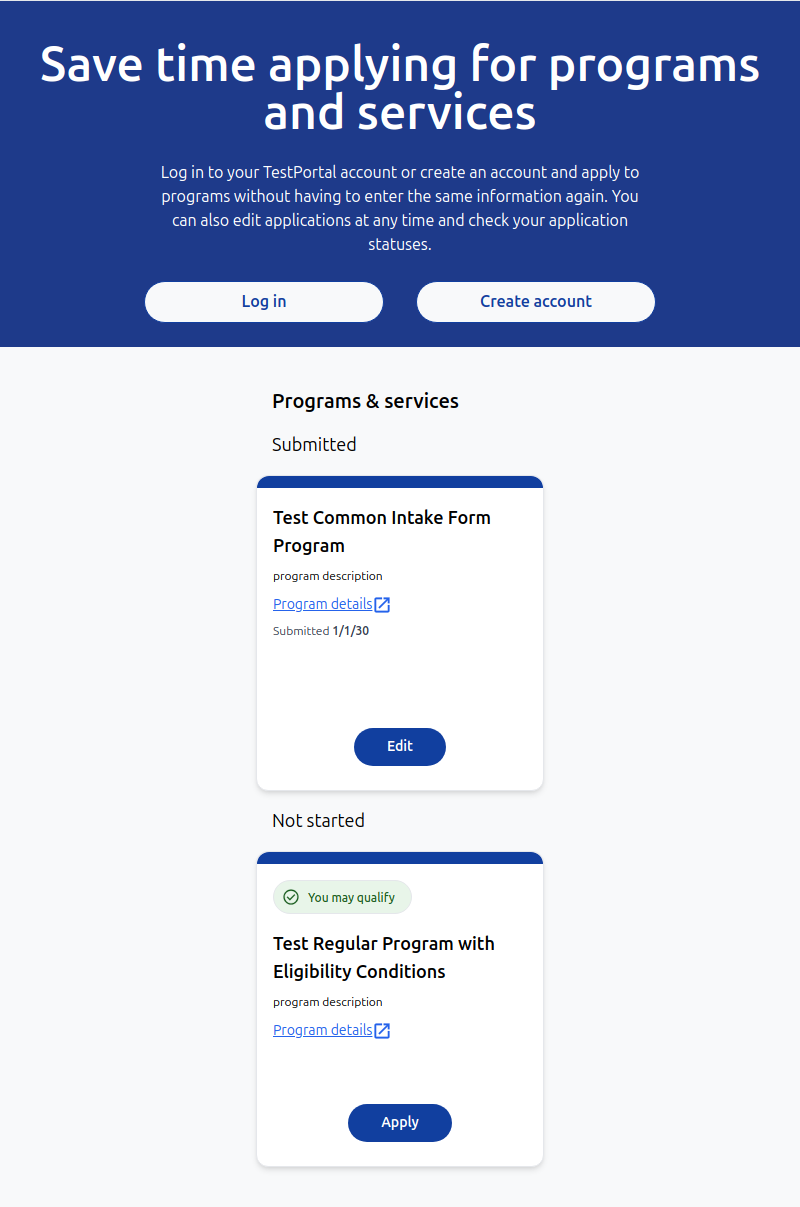 Save time applying for programs
and services
Log in to your TestPortal account or create an account and apply to
programs without having to enter the same information again. You
can also edit applications at any time and check your application
statuses.
Log in
Create account
Programs & services
Submitted
Test Common Intake Form
Program
program description
Program details
Submitted 1/1/30
Edit
Not started
You may qualify
Test Regular Program with
Eligibility Conditions
program description
Program details
Apply